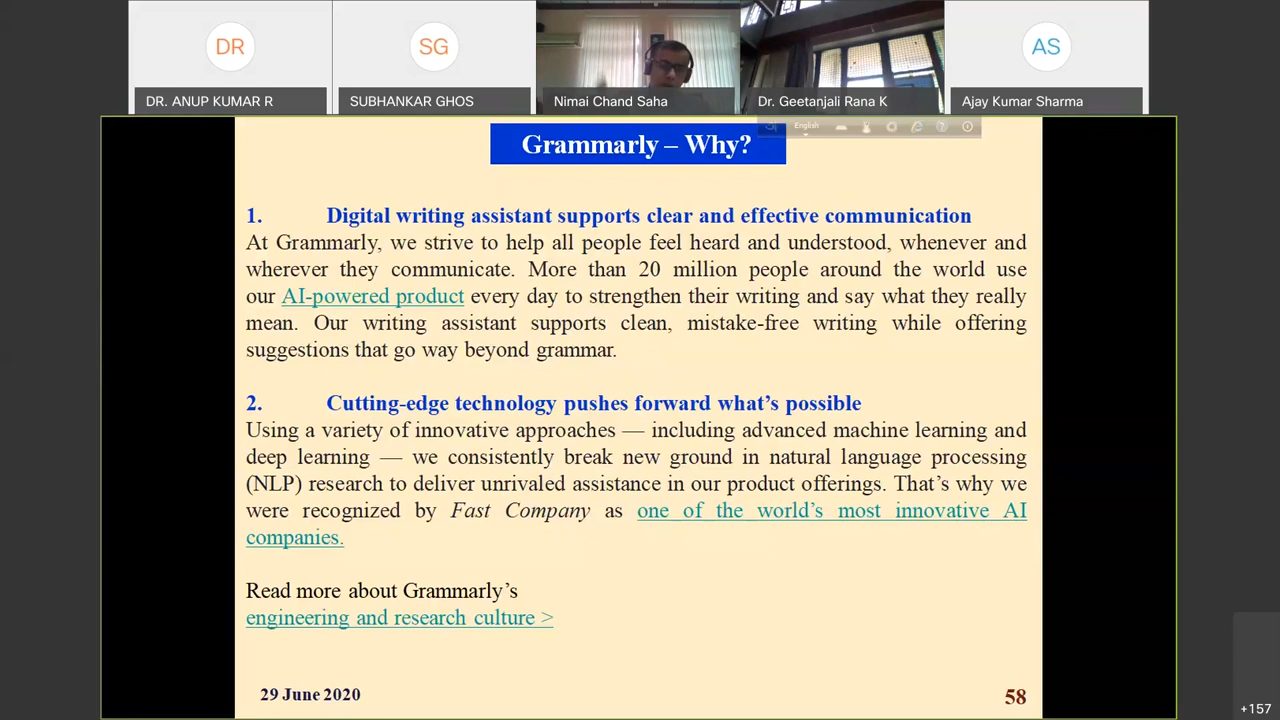 DR
SG
AS
DR. ANUP KUMAR R
SUBHANKAR GHOS
Nimai Chand Saha
Dr. Geetanjali Rana K
Ajay Kumar Sharma
English
Grammarly – Why?
1. Digital writing assistant supports clear and effective communication
At Grammarly, we strive to help all people feel heard and understood, whenever and
wherever they communicate. More than 20 million people around the world use
our AI-powered product every day to strengthen their writing and say what they really
mean. Our writing assistant supports clean, mistake-free writing while offering
suggestions that go way beyond grammar.
2. Cutting-edge technology pushes forward what’s possible
Using a variety of innovative approaches — including advanced machine learning and
deep learning — we consistently break new ground in natural language processing
(NLP) research to deliver unrivaled assistance in our product offerings. That’s why we
were recognized by Fast Company as one of the world’s most innovative AI
companies.
Read more about Grammarly’s
engineering and research culture >
29 June 2020
58
+157